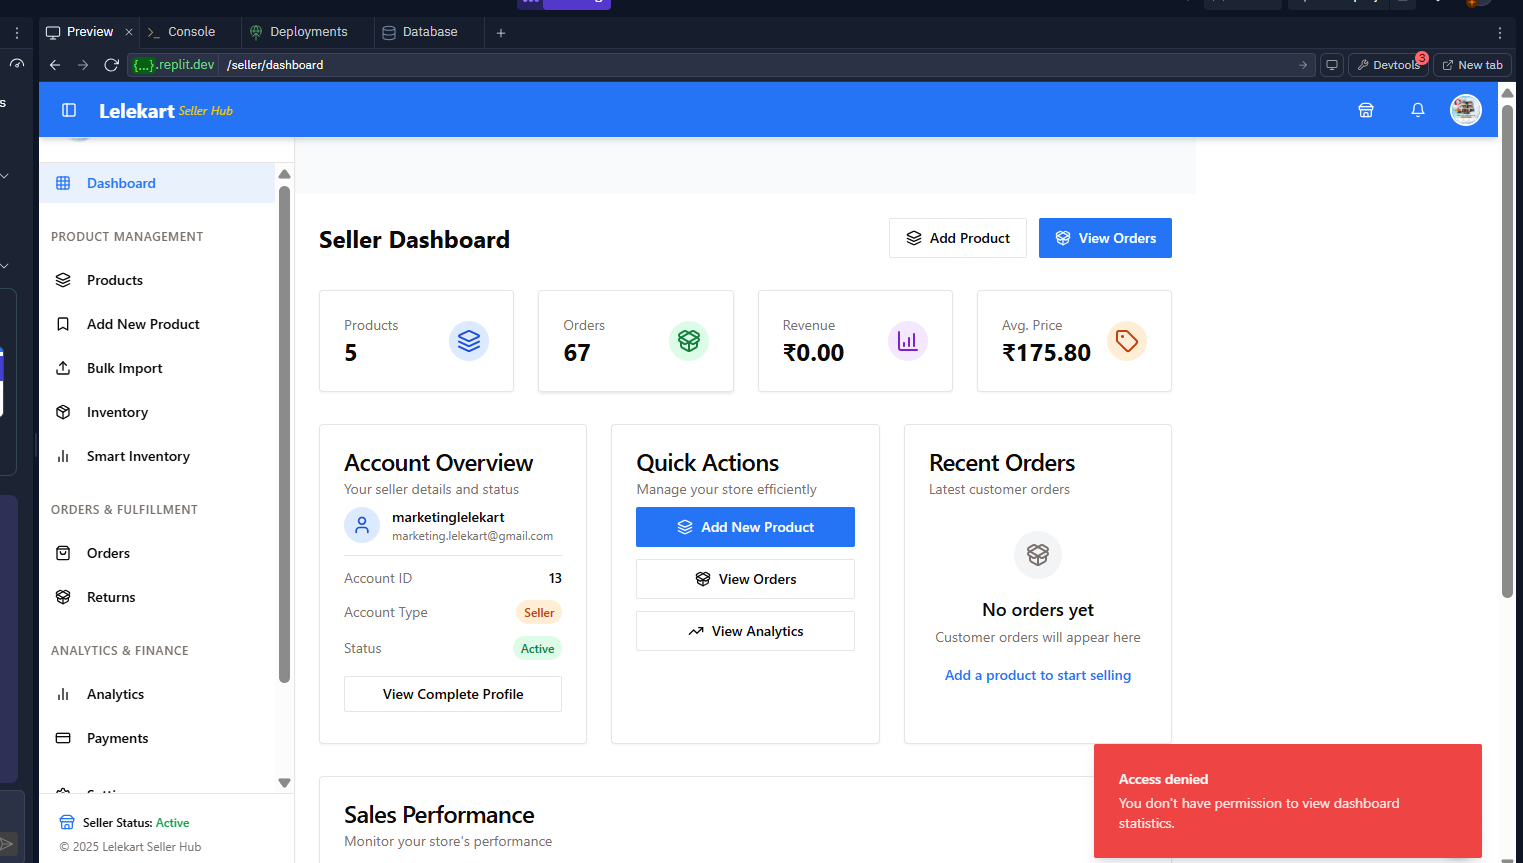 Preview
Console
Deployments
Database
{...}.replit.dev
/seller/dashboard
Devtools
3
New tab
Lelekart Seller Hub
Dashboard
PRODUCT MANAGEMENT
Products
Add New Product
Bulk Import
Inventory
Smart Inventory
ORDERS & FULFILLMENT
Orders
Returns
ANALYTICS & FINANCE
Analytics
Payments
Seller Status: Active
© 2025 Lelekart Seller Hub
Seller Dashboard
Add Product
View Orders
Products
5
Orders
67
Revenue
₹0.00
Avg. Price
₹175.80
Account Overview
Your seller details and status
marketinglelekart
marketing.lelekart@gmail.com
Account ID
13
Account Type
Seller
Status
Active
View Complete Profile
Quick Actions
Manage your store efficiently
Add New Product
View Orders
View Analytics
Recent Orders
Latest customer orders
No orders yet
Customer orders will appear here
Add a product to start selling
Sales Performance
Monitor your store's performance
Access denied
You don't have permission to view dashboard
statistics.